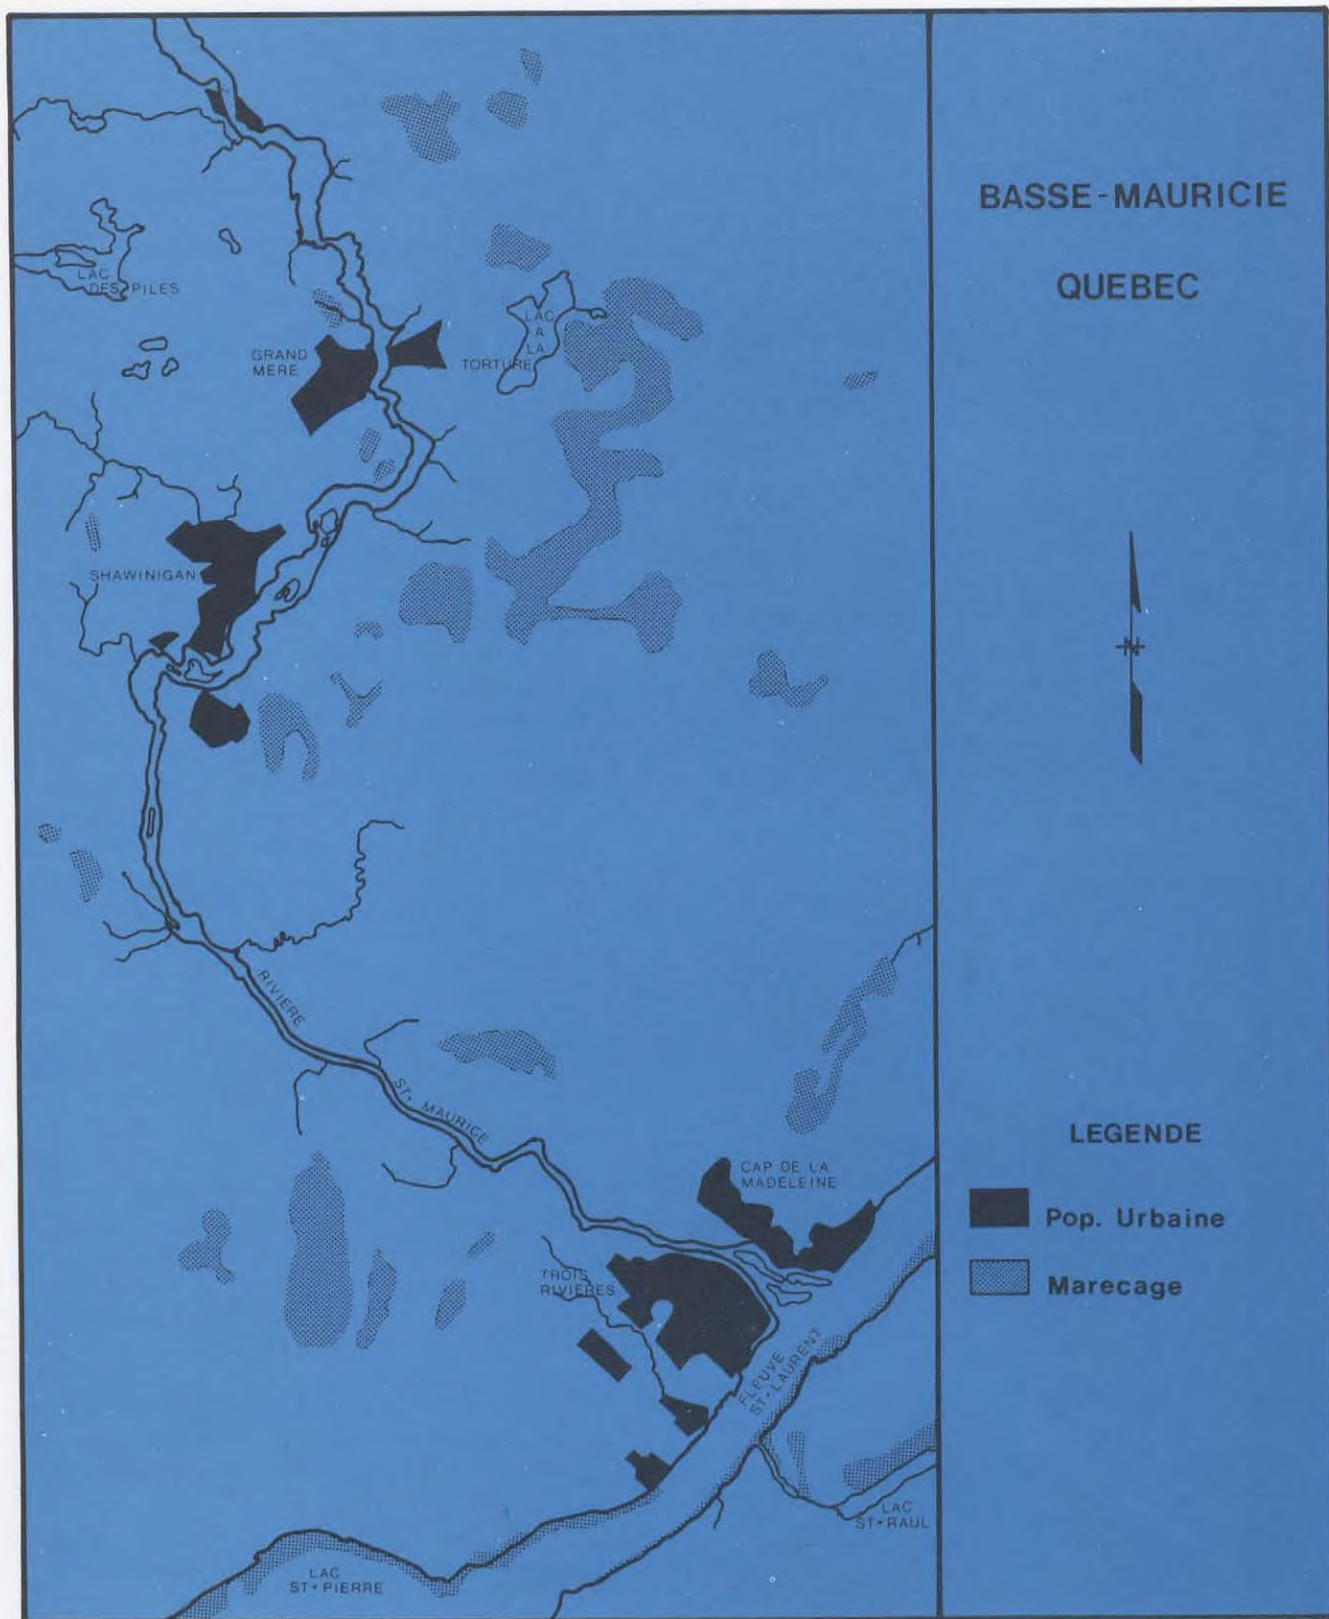 BASSE-MAURICIE
QUEBEC
LAC
DES PILES
GRAND
MERE
LAC
A
LA
TORTURE
SHAWINIGAN
N
RIVIERE
ST• MAURICE
CAP DE LA
MADELEINE
TROIS
RIVIERES
FLEUVE
ST•LAURENT
LAC
ST•RAUL
LAC
ST•PIERRE
LEGENDE
Pop. Urbaine
Marecage